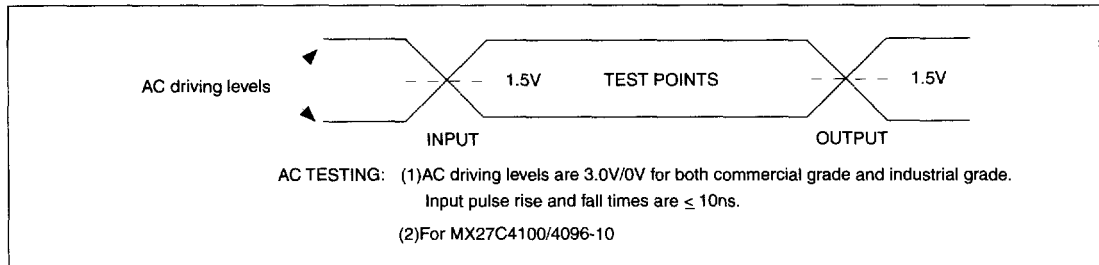 AC driving levels
1.5V
TEST POINTS
1.5V
INPUT
OUTPUT
AC TESTING: (1)AC driving levels are 3.0V/0V for both commercial grade and industrial grade.
Input pulse rise and fall times are ≤ 10ns.
(2)For MX27C4100/4096-10